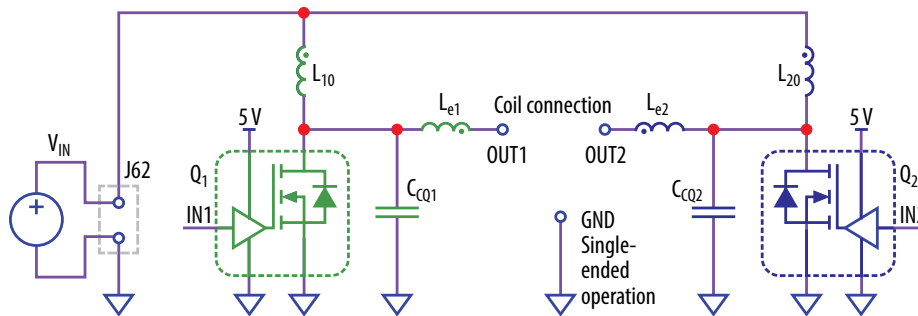 L10
L20
Le1
Coil connection
Le2
5 V
5 V
OUT1
OUT2
VIN
J62
Q1
Q2
CCQ1
CCQ2
IN1
GND
Single-
ended
operation